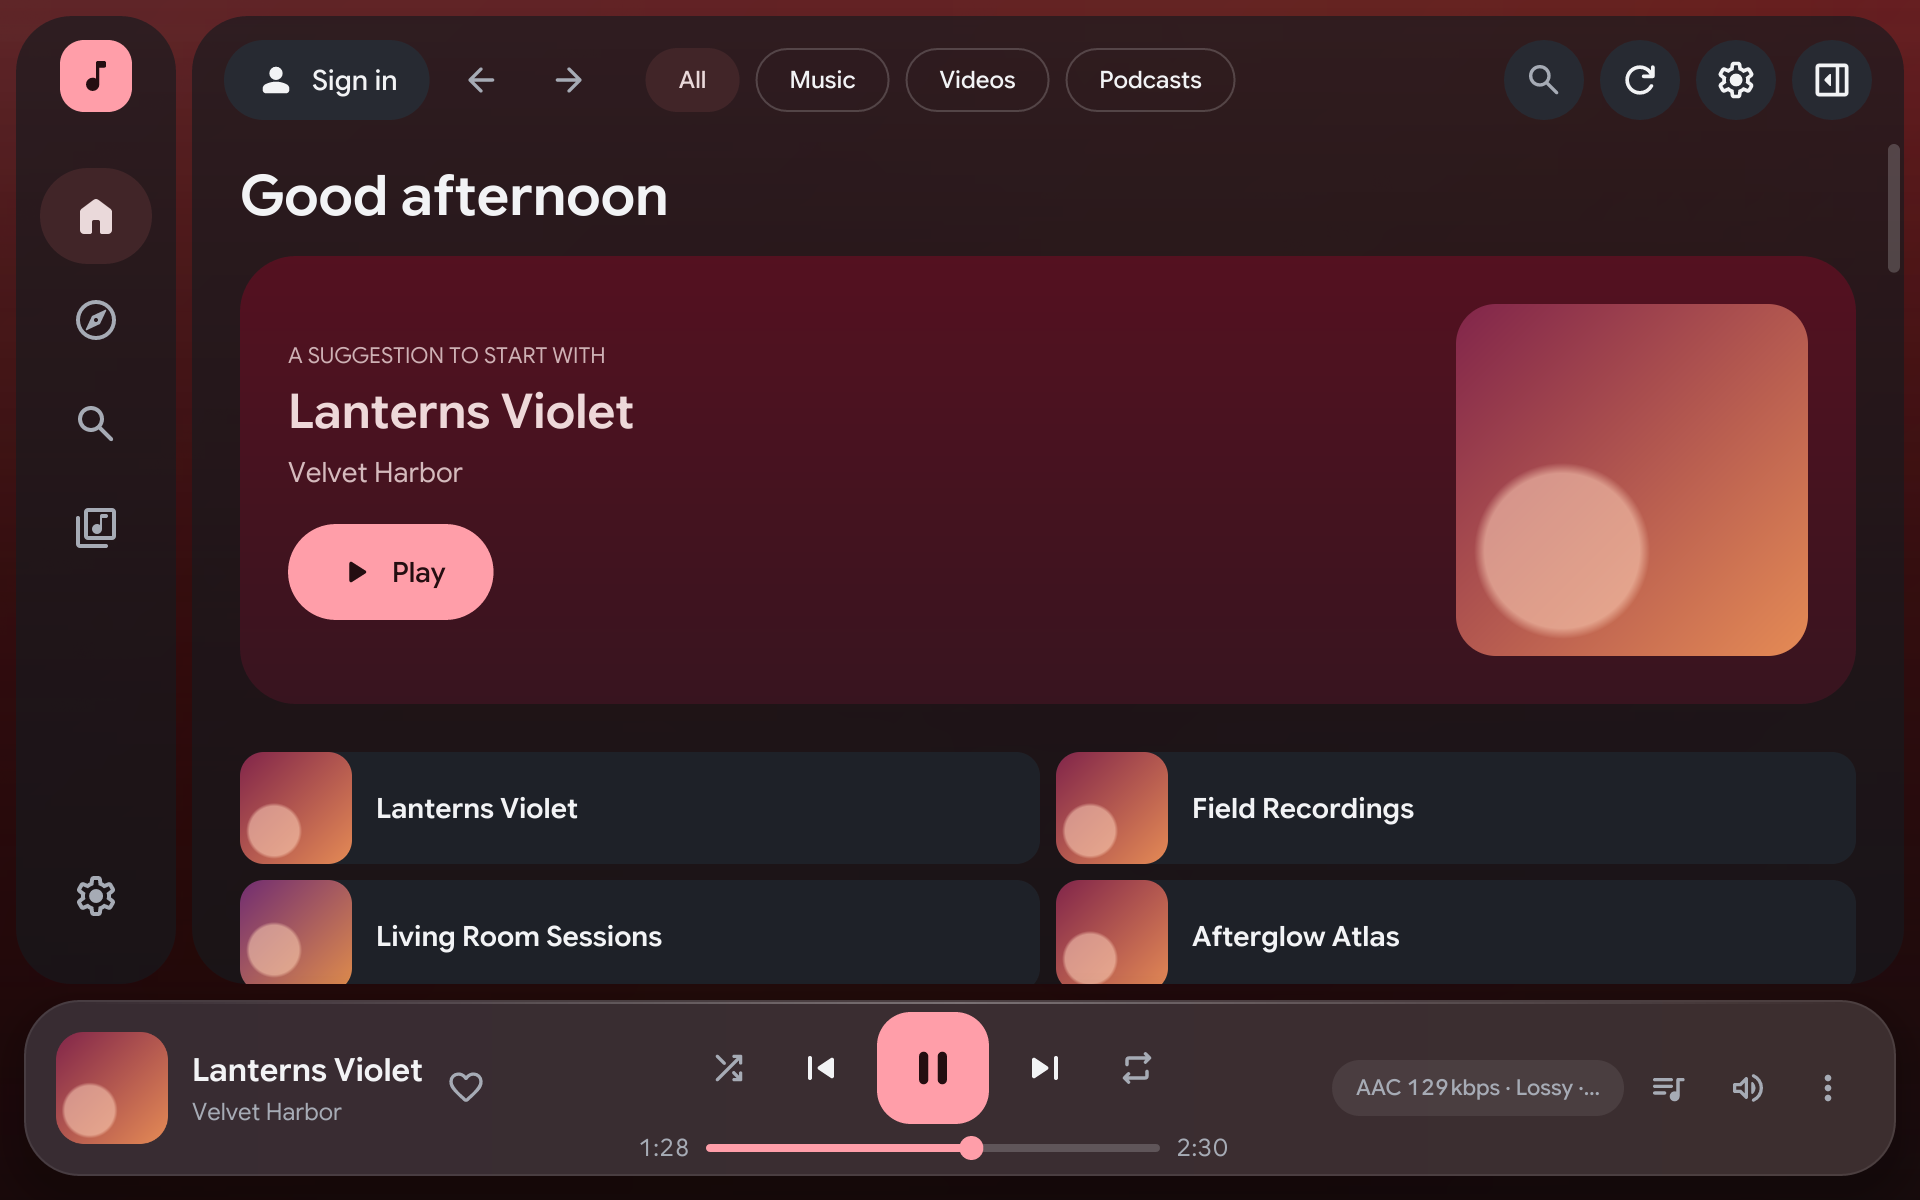 Sign in
All
Music
Videos
Podcasts
Good afternoon
A SUGGESTION TO START WITH
Lanterns Violet
Velvet Harbor
Play
Lanterns Violet
Field Recordings
Living Room Sessions
Afterglow Atlas
Lanterns Violet
Velvet Harbor
1:28
2:30
AAC 129kbps · Lossy ·...